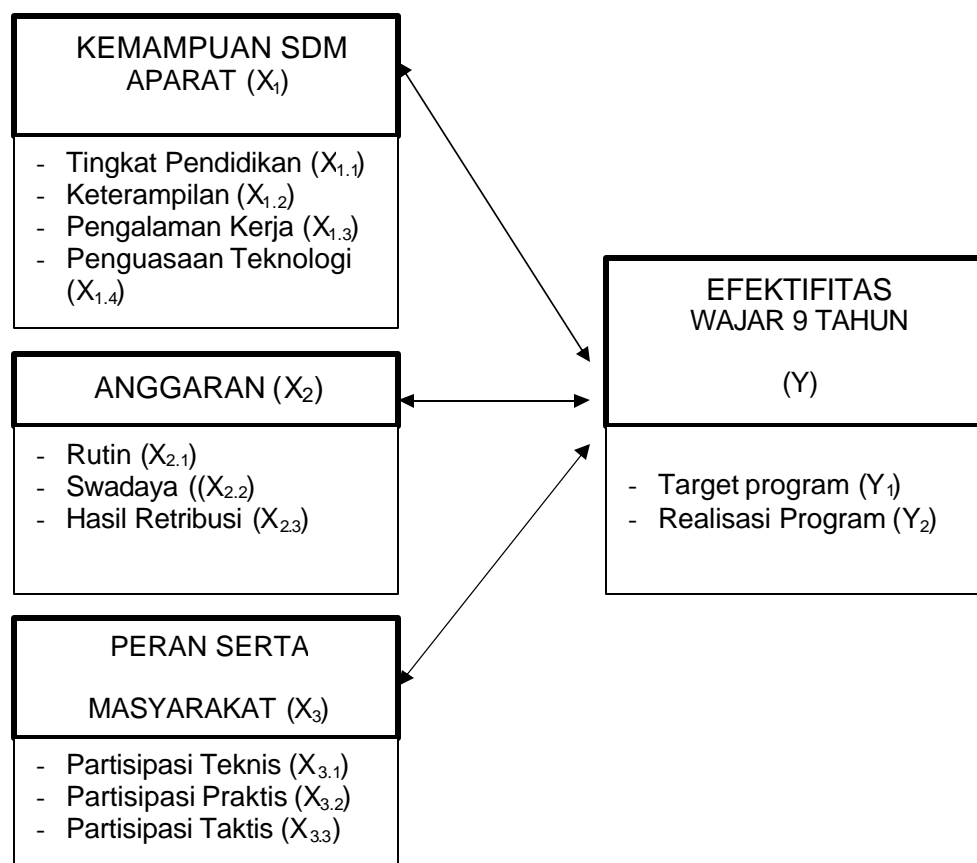 KEMAMPUAN SDM
APARAT (X1)
- Tingkat Pendidikan (X1.1)
- Keterampilan (X1.2)
- Pengalaman Kerja (X1.3)
- Penguasaan Teknologi
(X1.4)
ANGGARAN (X2)
- Rutin (X2.1)
- Swadaya ((X2.2)
- Hasil Retribusi (X2.3)
PERAN SERTA
MASYARAKAT (X3)
- Partisipasi Teknis (X3.1)
- Partisipasi Praktis (X3.2)
- Partisipasi Taktis (X3.3)
EFEKTIFITAS
WAJAR 9 TAHUN
(Y)
- Target program (Y1)
- Realisasi Program (Y2)